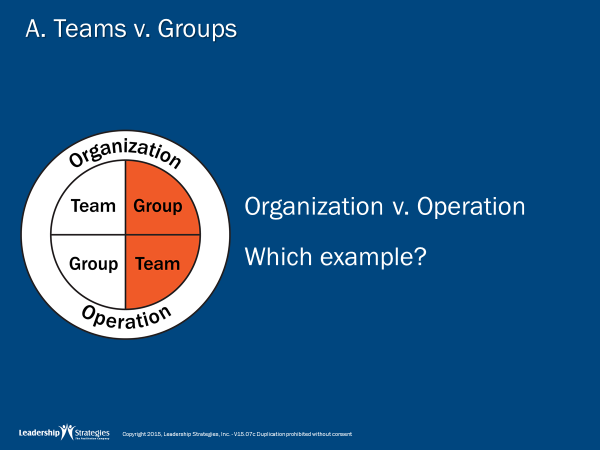 A. Teams v. Groups
Organization
Team Group
Group Team
Operation
Organization v. Operation
Which example?
Leadership Strategies
The Facilitation Company
Copyright 2015, Leadership Strategies, Inc. - V15.07c Duplication prohibited without consent